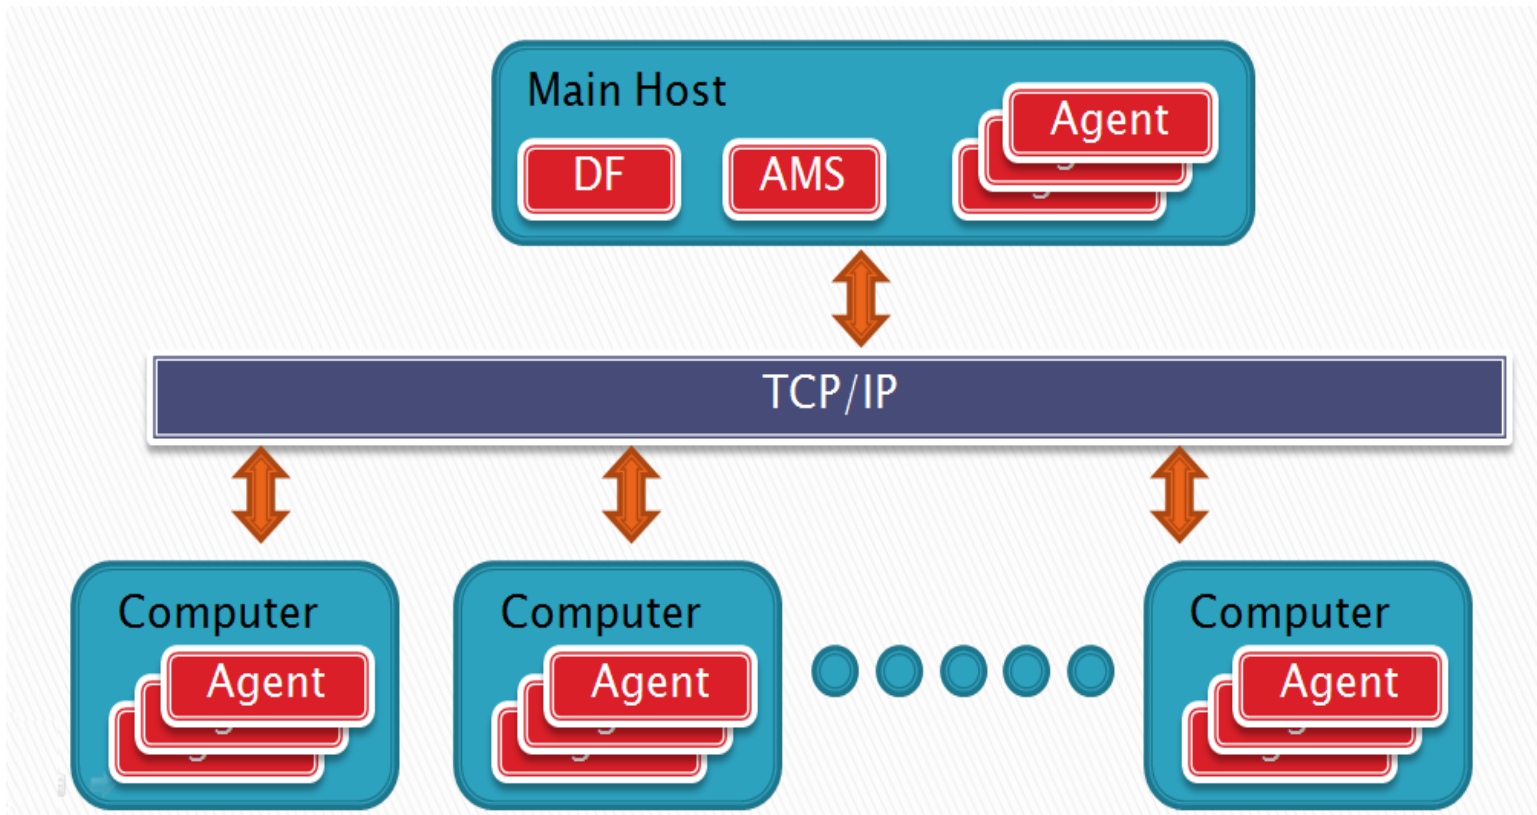 Main Host
DF
AMS
Agent
TCP/IP
Computer
Agent
Computer
Agent
Computer
Agent